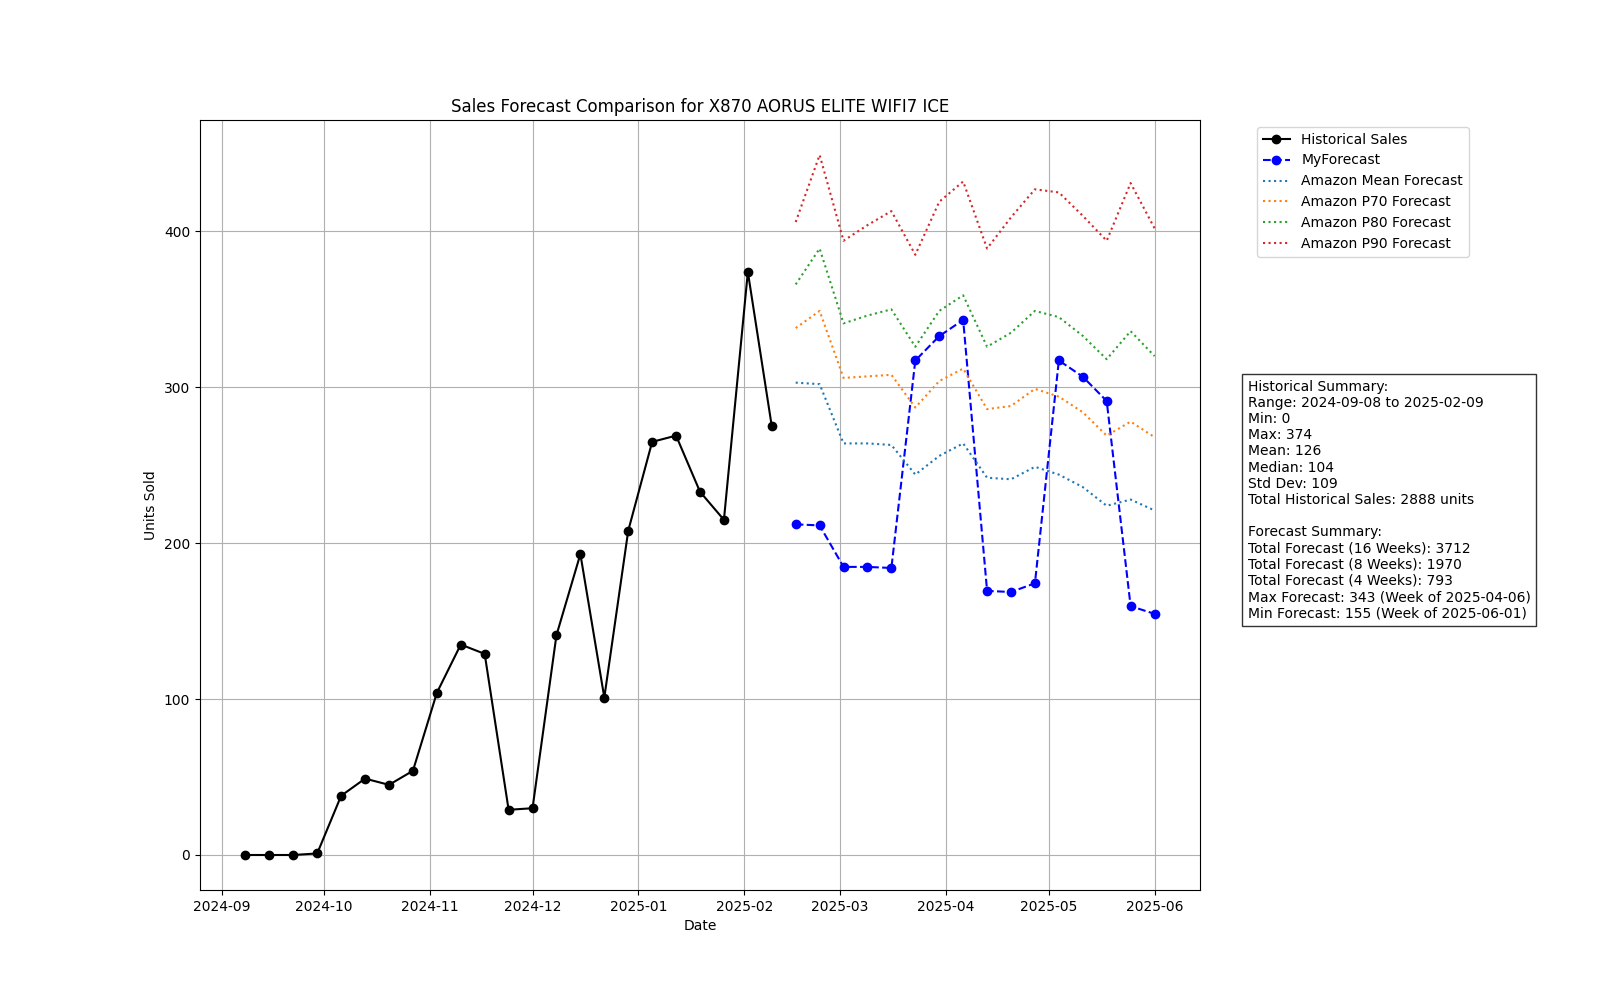 Sales Forecast Comparison for X870 AORUS ELITE WIFI7 ICE
Historical Sales
MyForecast
Amazon Mean Forecast
Amazon P70 Forecast
Amazon P80 Forecast
Amazon P90 Forecast
Units Sold
400
300
200
100
0
2024-09
2024-10
2024-11
2024-12
2025-01
2025-02
2025-03
2025-04
2025-05
2025-06
Date
Historical Summary:
Range: 2024-09-08 to 2025-02-09
Min: 0
Max: 374
Mean: 126
Median: 104
Std Dev: 109
Total Historical Sales: 2888 units
Forecast Summary:
Total Forecast (16 Weeks): 3712
Total Forecast (8 Weeks): 1970
Total Forecast (4 Weeks): 793
Max Forecast: 343 (Week of 2025-04-06)
Min Forecast: 155 (Week of 2025-06-01)